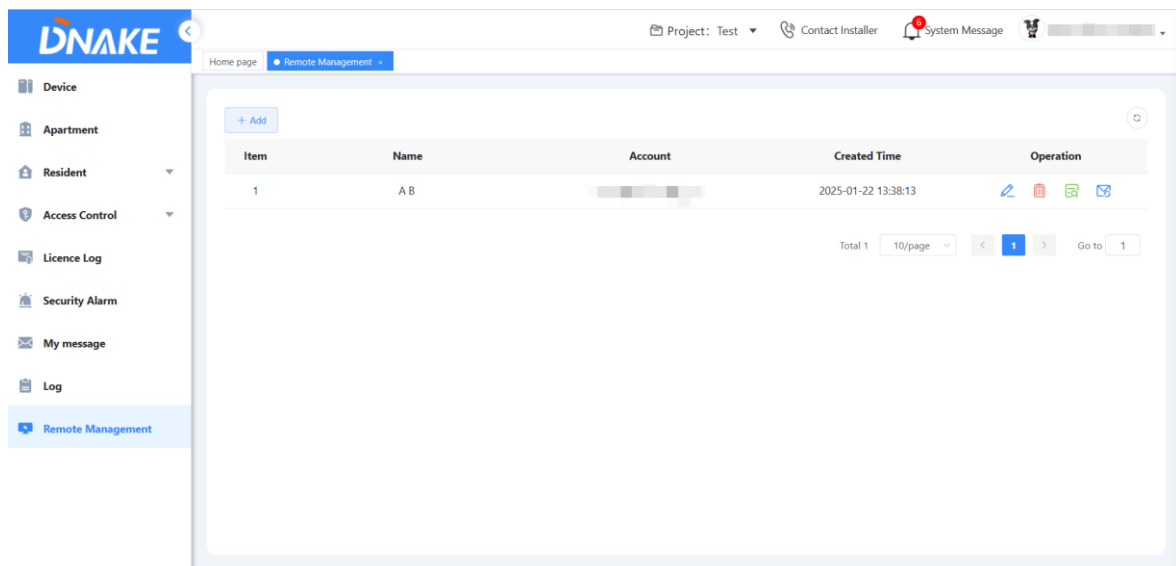 DNAKE
Project: Test
Contact Installer
6
System Message
Home page
Remote Management ×
Device
Apartment
Resident
Access Control
Licence Log
Security Alarm
My message
Log
Remote Management
+ Add
Item Name Account Created Time Operation
1 A B 2025-01-22 13:38:13
Total 1 10/page < 1 > Go to 1